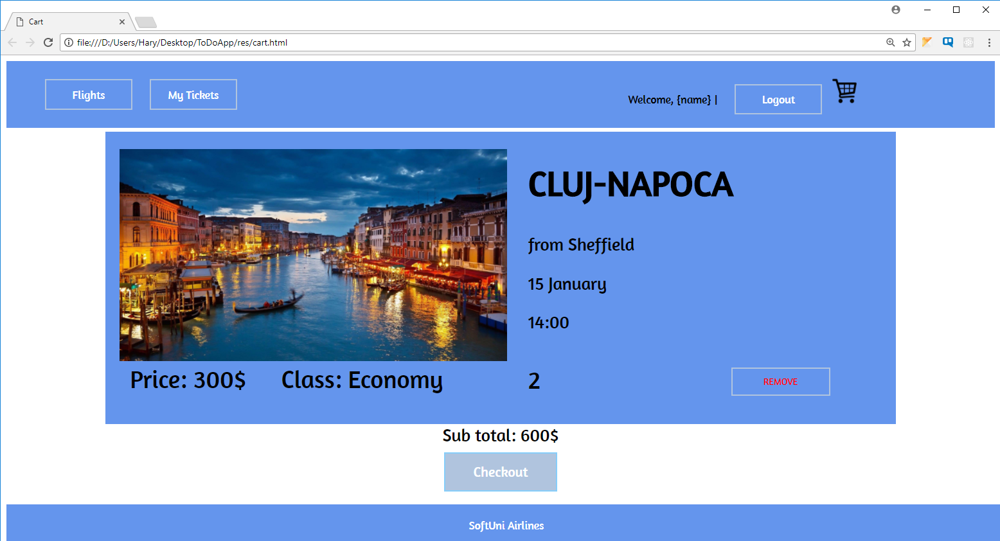 Cart
file:///D:/Users/Hary/Desktop/ToDoApp/res/cart.html
Flights
My Tickets
Welcome, {name} |
Logout
CLUJ-NAPOCA
from Sheffield
15 January
14:00
Price: 300$
Class: Economy
2
REMOVE
Sub total: 600$
Checkout
SoftUni Airlines